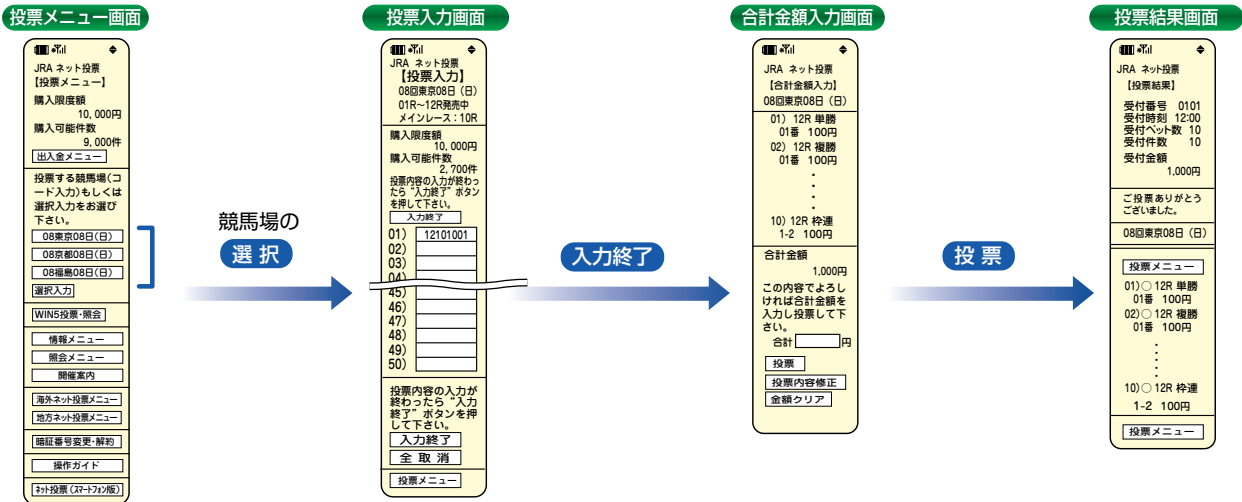 投票メニュー画面
JRA ネット投票
【投票メニュー】
購入限度額
10,000円
購入可能件数
9,000件
出入金メニュー
投票する競馬場(コ
ード入力)もしくは
選択入力をお選び
下さい。
08東京08日(日)
08京都08日(日)
08福島08日(日)
選択入力
WIN5投票・照会
情報メニュー
照会メニュー
開催案内
海外ネット投票メニュー
地方ネット投票メニュー
暗証番号変更・解約
操作ガイド
ネット投票(スマートフォン版)
競馬場の
選 択
投票入力画面
JRA ネット投票
【投票入力】
08回東京08日(日)
01R～12R発売中
メインレース：10R
購入限度額
10,000円
購入可能件数
2,700件
投票内容の入力が終わっ
たら“入力終了”ボタン
を押して下さい。
入力終了
01) 12101001
02)
03)
04)
45)
46)
47)
48)
49)
50)
投票内容の入力が
終わったら“入力
終了”ボタンを押
して下さい。
入力終了
全 取 消
投票メニュー
入力終了
合計金額入力画面
JRA ネット投票
【合計金額入力】
08回東京08日(日)
01) 12R 単勝
01番 100円
02) 12R 複勝
01番 100円
・
・
・
・
10) 12R 枠連
1-2 100円
合計金額
1,000円
この内容でよろし
ければ合計金額を
入力し投票して下
さい。
合計 円
投票
投票内容修正
金額クリア
投 票
投票結果画面
JRA ネット投票
【投票結果】
受付番号 0101
受付時刻 12:00
受付ベット数 10
受付件数 10
受付金額
1,000円
ご投票ありがとう
ございました。
08回東京08日(日)
投票メニュー
01)○ 12R 単勝
01番 100円
02)○ 12R 複勝
01番 100円
・
・
・
・
10)○ 12R 枠連
1-2 100円
投票メニュー